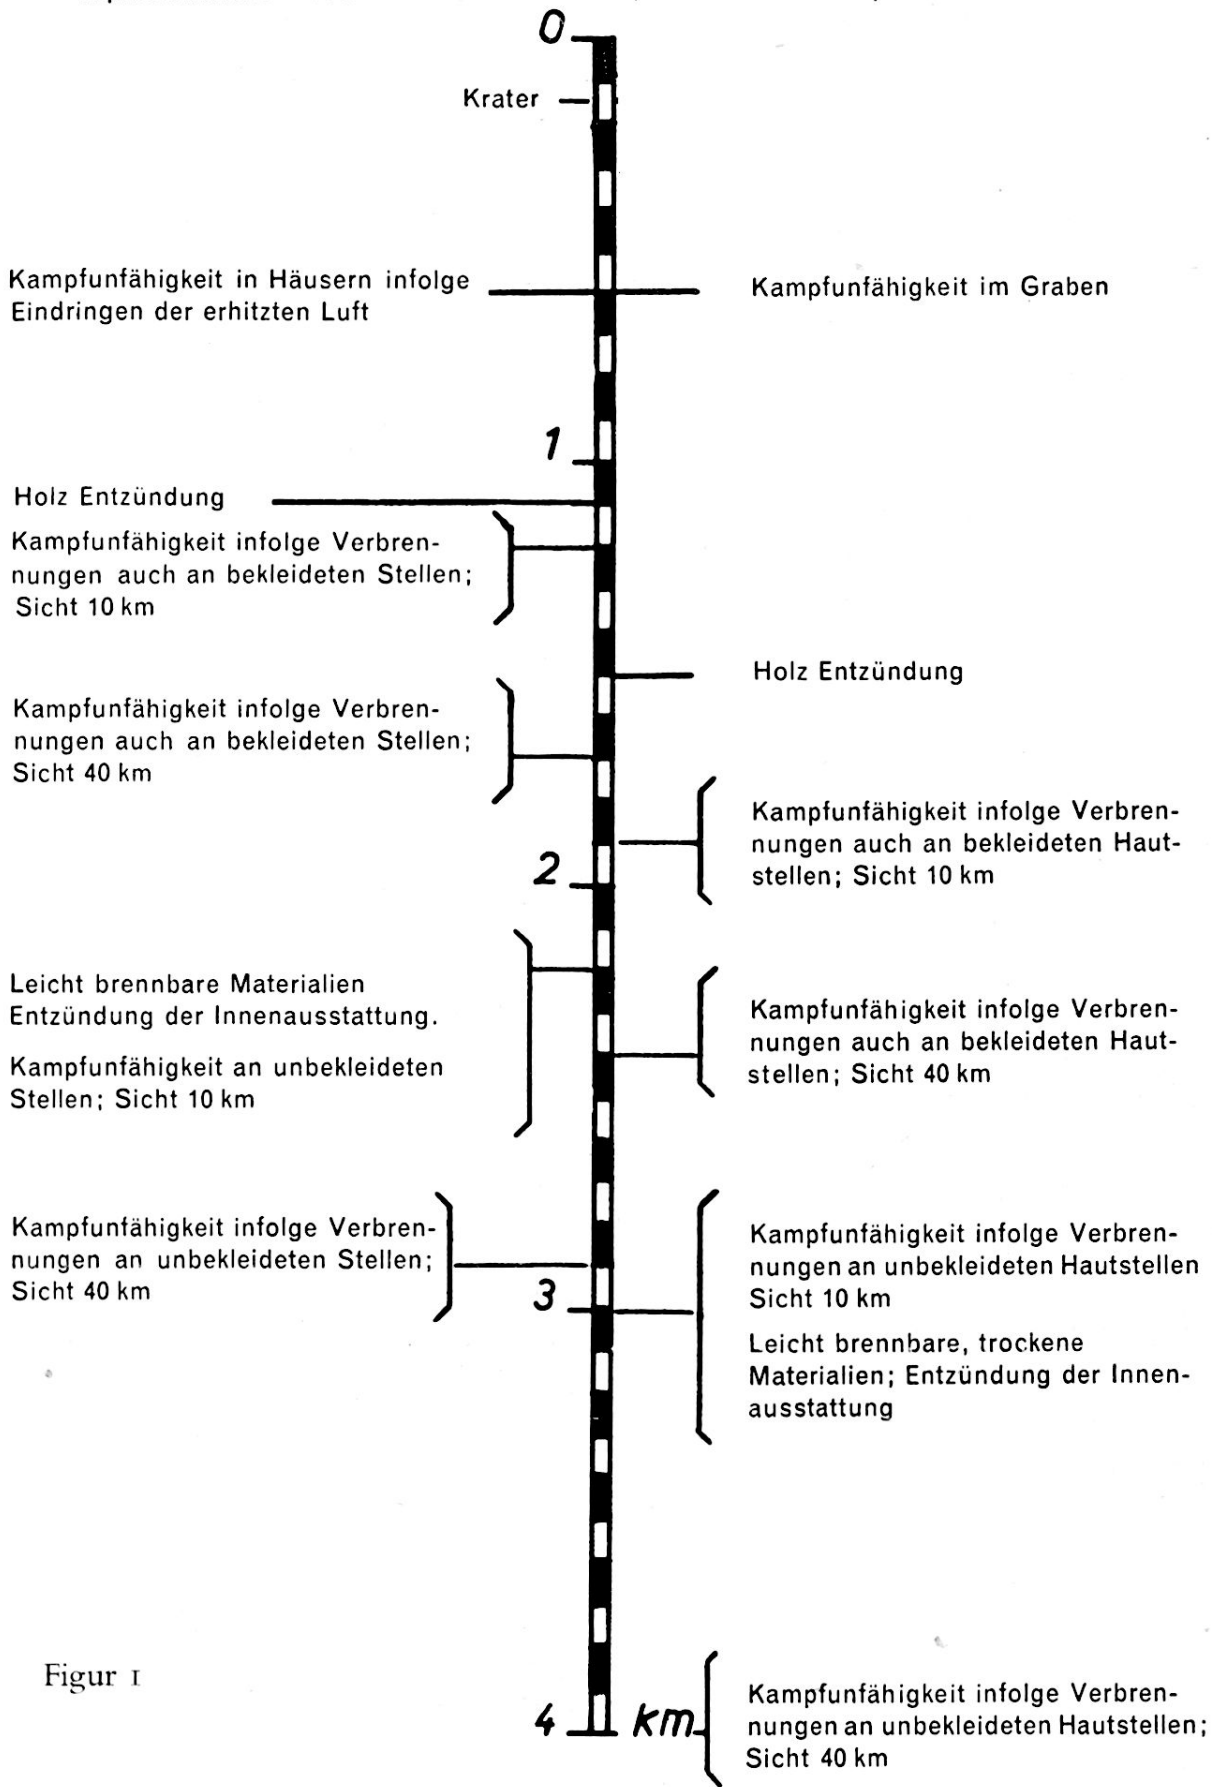 0
Krater
Kampfunfähigkeit in Häusern infolge
Eindringen der erhitzten Luft
Kampfunfähigkeit im Graben
1
Holz Entzündung
Kampfunfähigkeit infolge Verbren-
nungen auch an bekleideten Stellen;
Sicht 10 km
Holz Entzündung
Kampfunfähigkeit infolge Verbren-
nungen auch an bekleideten Stellen;
Sicht 40 km
Kampfunfähigkeit infolge Verbren-
nungen auch an bekleideten Haut-
stellen; Sicht 10 km
2
Leicht brennbare Materialien
Entzündung der Innenausstattung.
Kampfunfähigkeit an unbekleideten
Stellen; Sicht 10 km
Kampfunfähigkeit infolge Verbren-
nungen auch an bekleideten Haut-
stellen; Sicht 40 km
Kampfunfähigkeit infolge Verbren-
nungen an unbekleideten Stellen;
Sicht 40 km
3
Kampfunfähigkeit infolge Verbren-
nungen an unbekleideten Hautstellen
Sicht 10 km
Leicht brennbare, trockene
Materialien; Entzündung der Innen-
ausstattung
Figur 1
4 km
Kampfunfähigkeit infolge Verbren-
nungen an unbekleideten Hautstellen;
Sicht 40 km